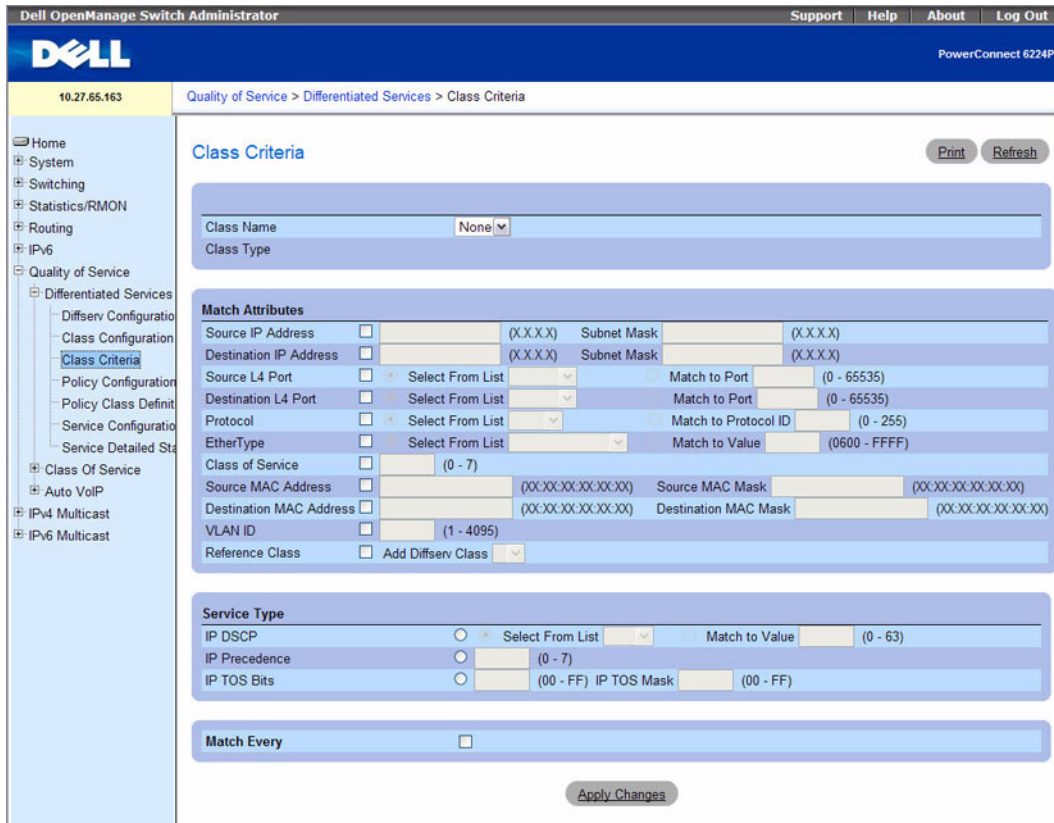 Dell OpenManage Switch Administrator Support Help About Log Out
DELL
PowerConnect 6224P
10.27.65.163
Quality of Service > Differentiated Services > Class Criteria
Home
System
Switching
Statistics/RMON
Routing
IPv6
Quality of Service
Differentiated Services
Diffserv Configuratio
Class Configuration
Class Criteria
Policy Configuration
Policy Class Definit
Service Configuratio
Service Detailed Sta
Class Of Service
Auto VoIP
IPv4 Multicast
IPv6 Multicast
Class Criteria
Print Refresh
Class Name None
Class Type
Match Attributes
Source IP Address (X.X.X.X) Subnet Mask (X.X.X.X)
Destination IP Address (X.X.X.X) Subnet Mask (X.X.X.X)
Source L4 Port Select From List Match to Port (0 - 65535)
Destination L4 Port Select From List Match to Port (0 - 65535)
Protocol Select From List Match to Protocol ID (0 - 255)
EtherType Select From List Match to Value (0600 - FFFF)
Class of Service (0 - 7)
Source MAC Address (XX:XX:XX:XX:XX:XX) Source MAC Mask (XX:XX:XX:XX:XX:XX)
Destination MAC Address (XX:XX:XX:XX:XX:XX) Destination MAC Mask (XX:XX:XX:XX:XX:XX)
VLAN ID (1 - 4095)
Reference Class Add Diffserv Class
Service Type
IP DSCP Select From List Match to Value (0 - 63)
IP Precedence (0 - 7)
IP TOS Bits (00 - FF) IP TOS Mask (00 - FF)
Match Every
Apply Changes